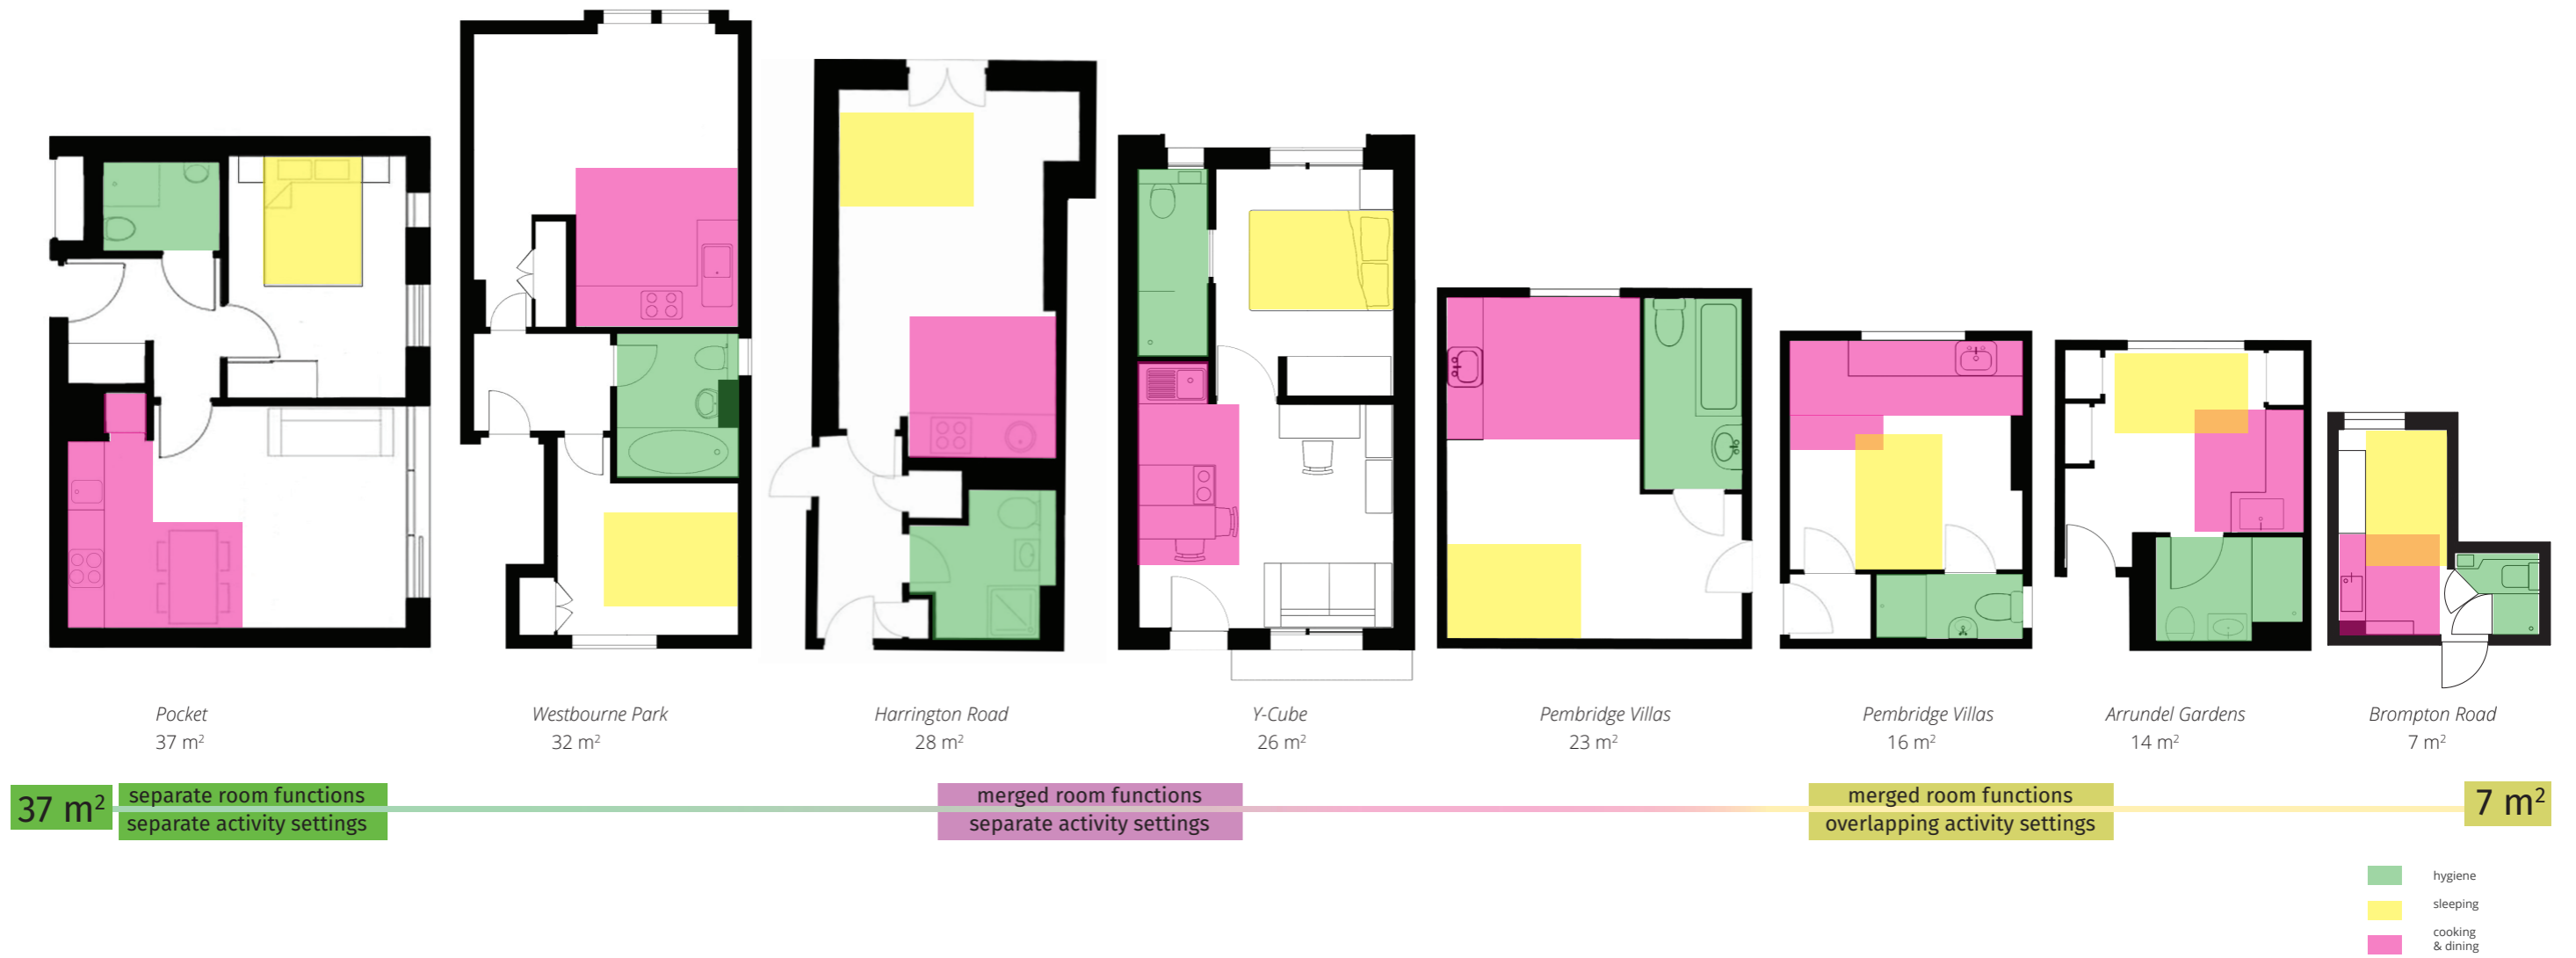 Pocket
37 m²
Westbourne Park
32 m²
Harrington Road
28 m²
Y-Cube
26 m²
Pembridge Villas
23 m²
Pembridge Villas
16 m²
Arrundel Gardens
14 m²
Brompton Road
7 m²
37 m²
separate room functions
separate activity settings
merged room functions
separate activity settings
merged room functions
overlapping activity settings
7 m²
hygiene
sleeping
cooking
& dining